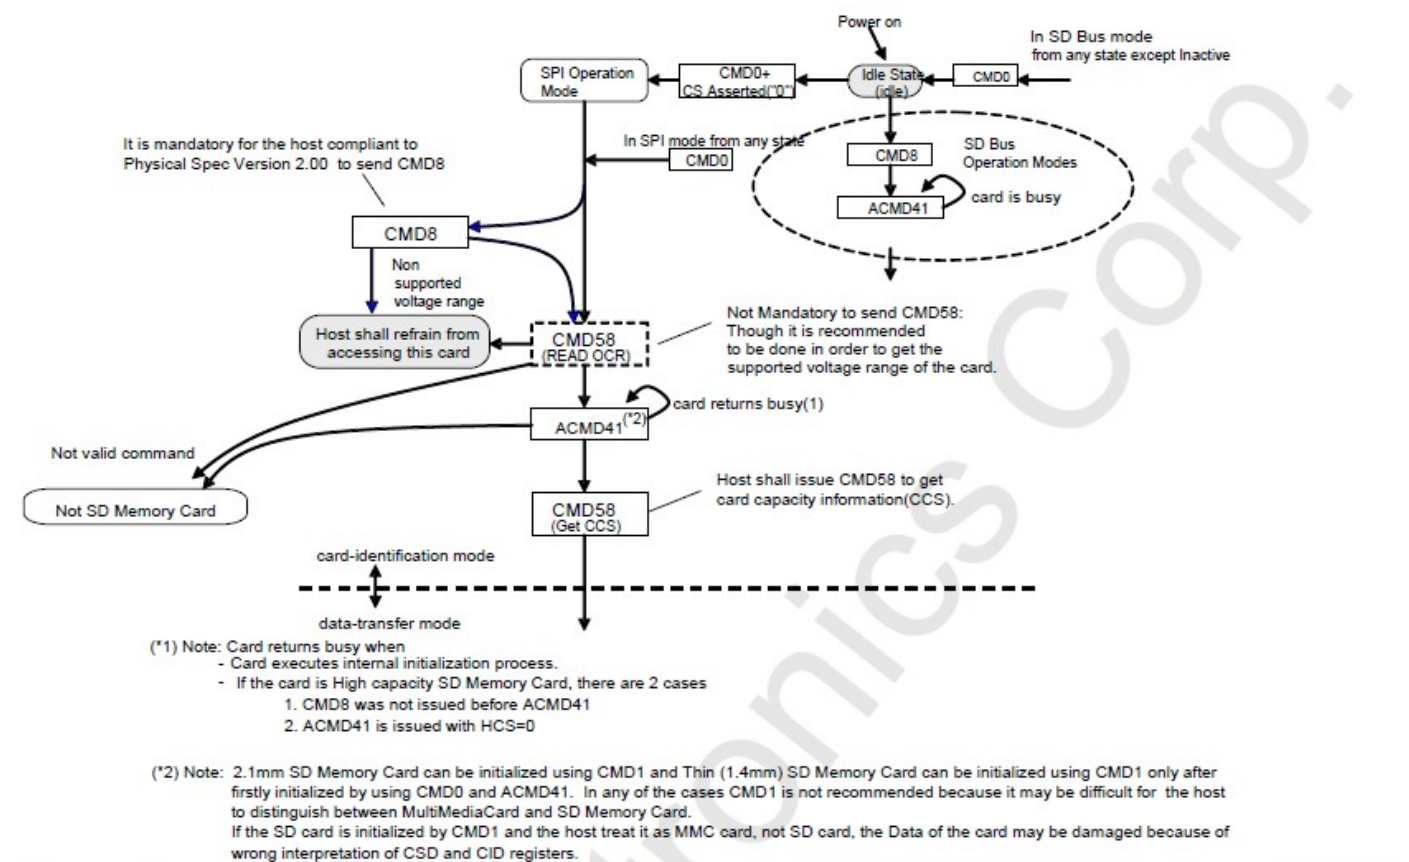 Power on
In SD Bus mode
from any state except Inactive
SPI Operation
Mode
CMD0+
CS Asserted("0")
Idle State
(idle)
CMD0
It is mandatory for the host compliant to
Physical Spec Version 2.00 to send CMD8
In SPI mode from any state
CMD0
CMD8
SD Bus
Operation Modes
ACMD41
card is busy
CMD8
Non
supported
voltage range
Host shall refrain from
accessing this card
CMD58
(READ OCR)
Not Mandatory to send CMD58:
Though it is recommended
to be done in order to get the
supported voltage range of the card.
card returns busy(1)
ACMD41(*2)
Not valid command
Not SD Memory Card
CMD58
(Get CCS)
Host shall issue CMD58 to get
card capacity information(CCS).
card-identification mode
data-transfer mode
(*1) Note: Card returns busy when
- Card executes internal initialization process.
- If the card is High capacity SD Memory Card, there are 2 cases
1. CMD8 was not issued before ACMD41
2. ACMD41 is issued with HCS=0
(*2) Note: 2.1mm SD Memory Card can be initialized using CMD1 and Thin (1.4mm) SD Memory Card can be initialized using CMD1 only after
firstly initialized by using CMD0 and ACMD41. In any of the cases CMD1 is not recommended because it may be difficult for the host
to distinguish between MultiMediaCard and SD Memory Card.
If the SD card is initialized by CMD1 and the host treat it as MMC card, not SD card, the Data of the card may be damaged because of
wrong interpretation of CSD and CID registers.
tronics Corp.